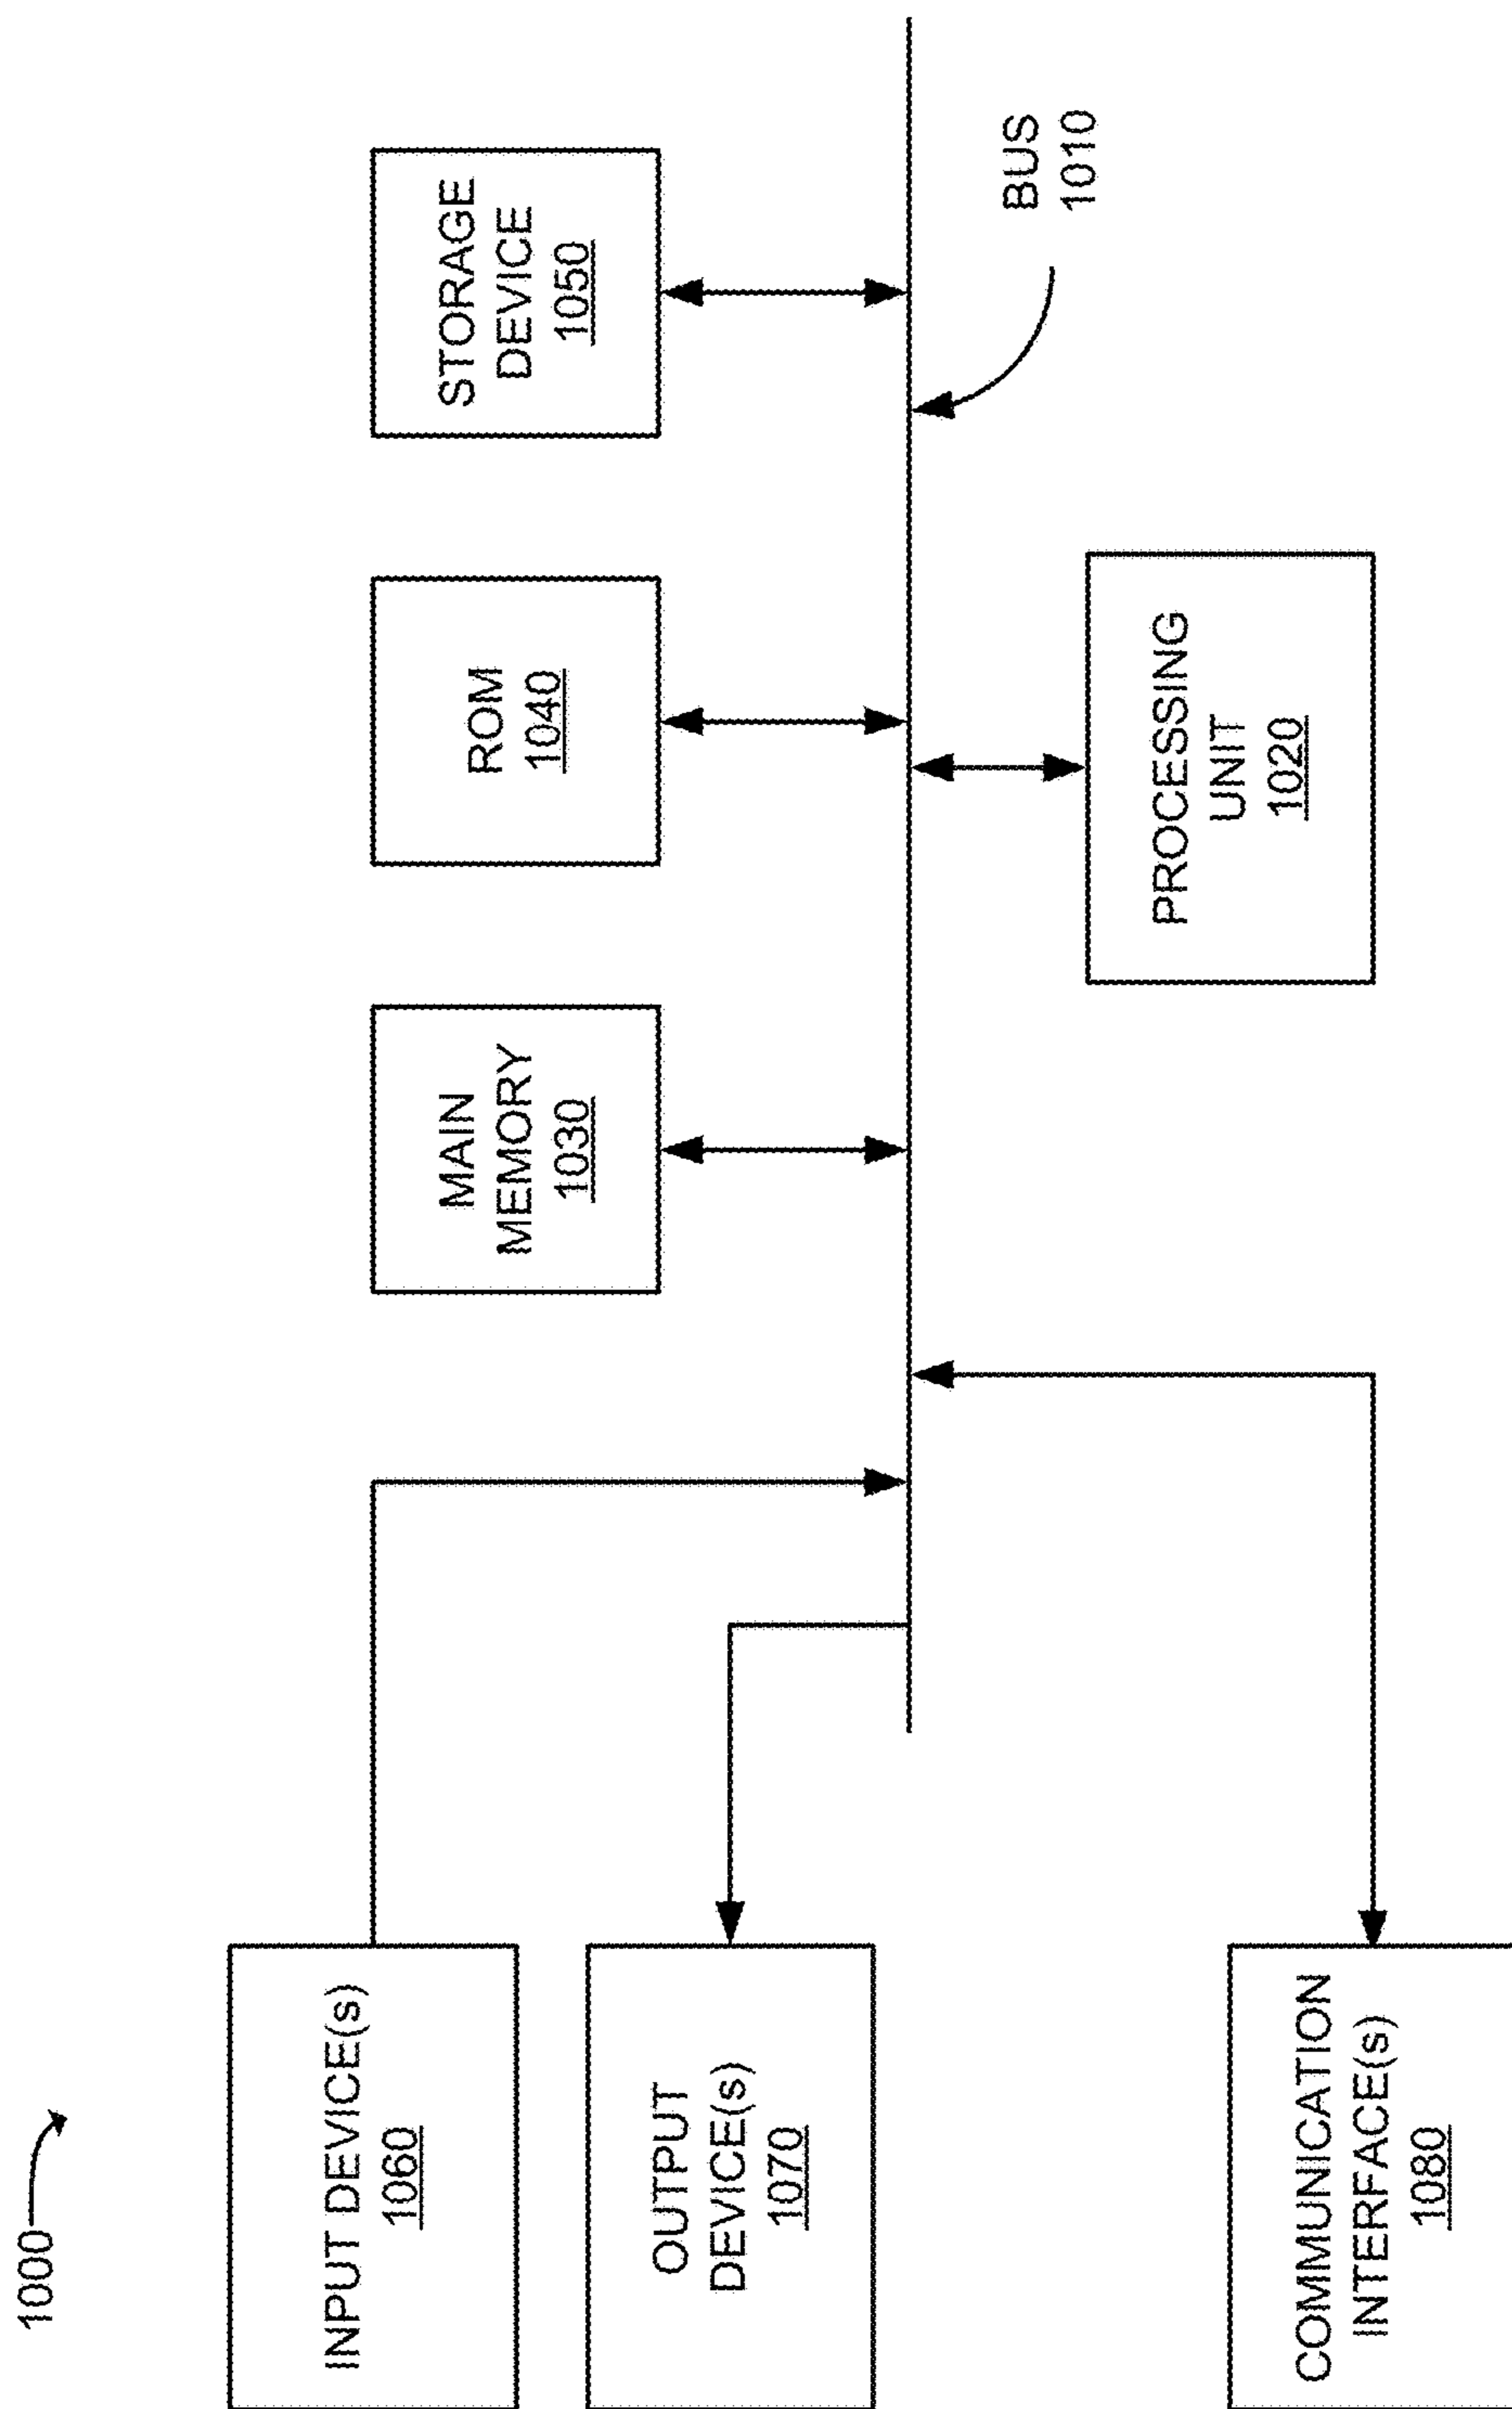 1000
MAIN
MEMORY
1030
ROM
1040
STORAGE
DEVICE
1050
INPUT DEVICE(s)
1060
OUTPUT
DEVICE(s)
1070
BUS
1010
PROCESSING
UNIT
1020
COMMUNICATION
INTERFACE(s)
1080